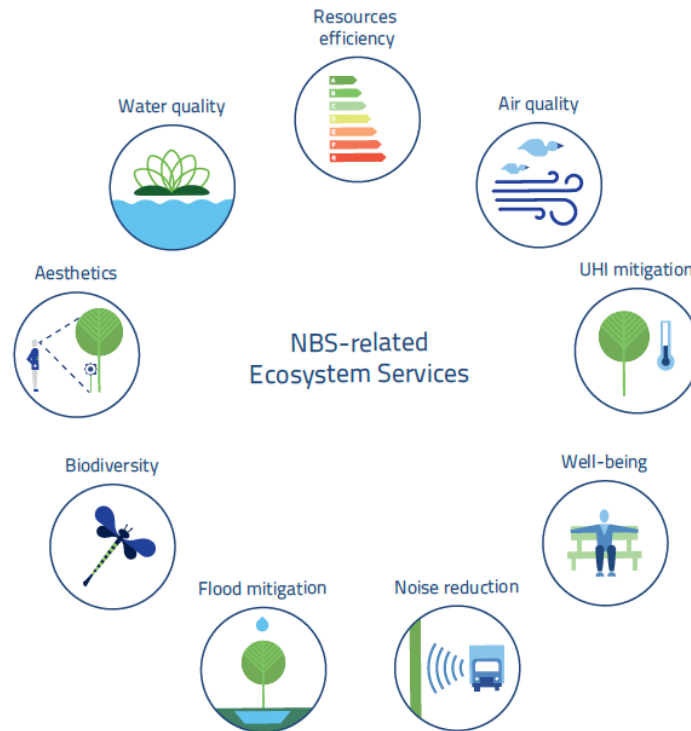 Resources
efficiency
Water quality
Air quality
A
B
C
D
E
F
G
Aesthetics
UHI mitigation
NBS-related
Ecosystem Services
Biodiversity
Well-being
Flood mitigation
Noise reduction